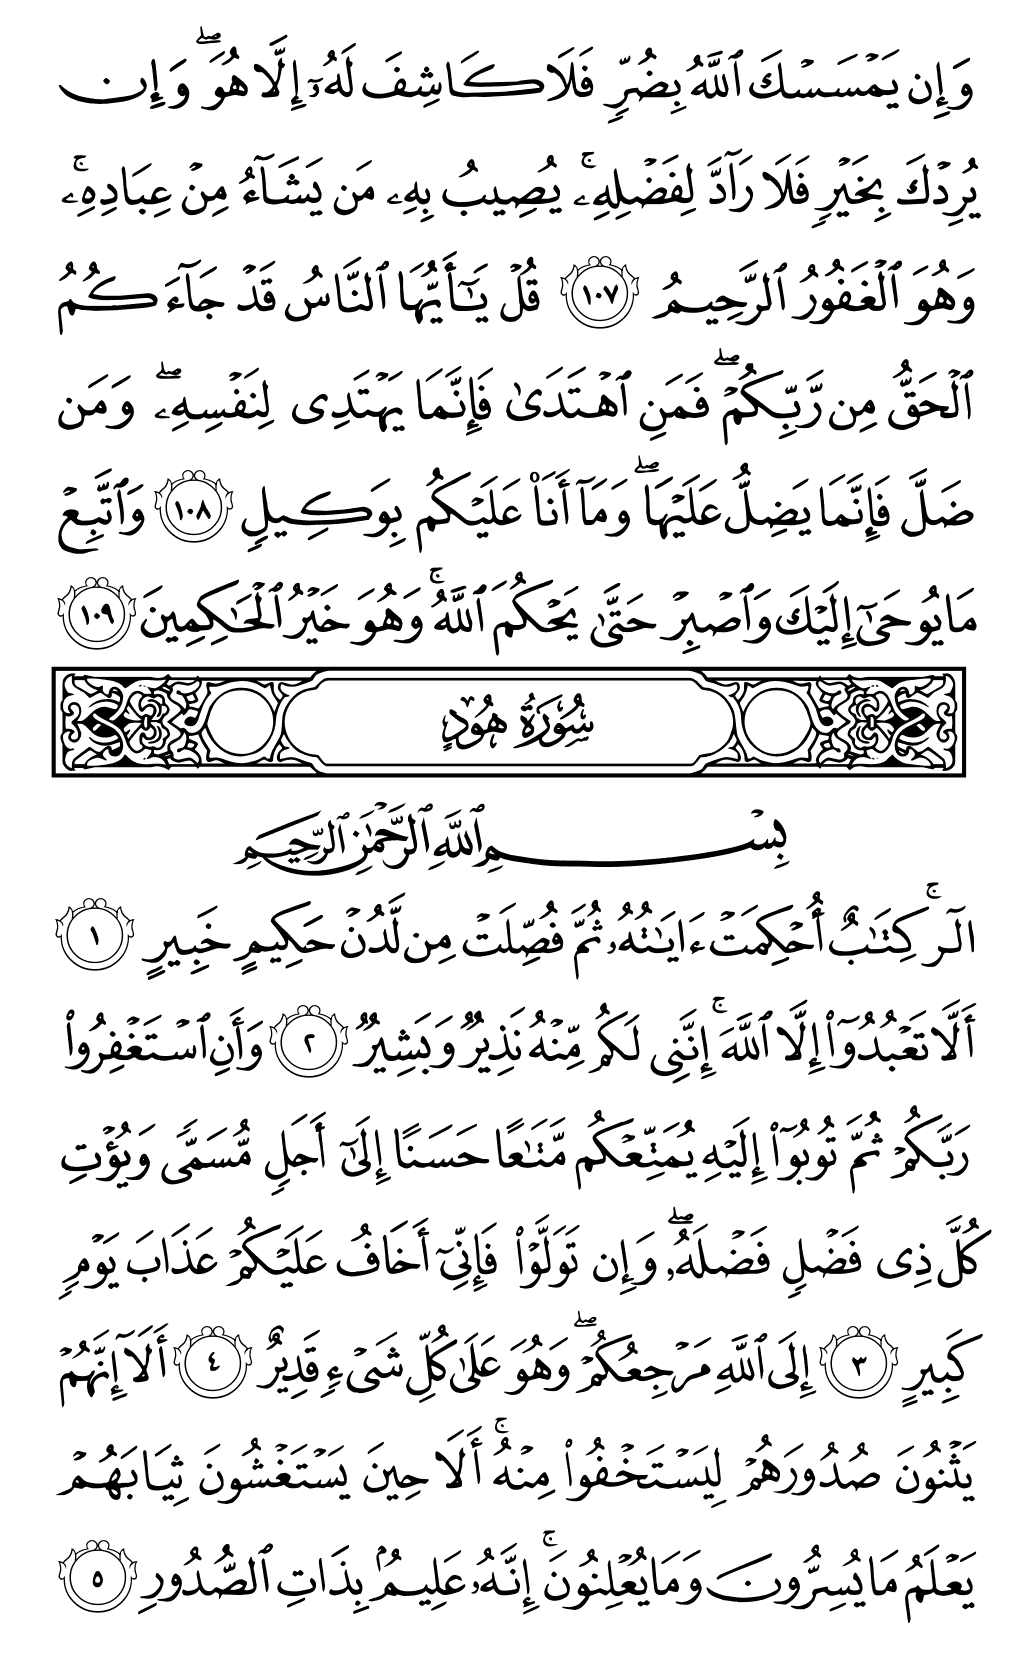 وَإِن يَمْسَسْكَ ٱللَّهُ بِضُرٍّ فَلَا كَاشِفَ لَهُۥٓ إِلَّا هُوَ ۖ وَإِن
يُرِدْكَ بِخَيْرٍ فَلَا رَآدَّ لِفَضْلِهِۦ ۚ يُصِيبُ بِهِۦ مَن يَشَآءُ مِنْ عِبَادِهِۦ ۚ
وَهُوَ ٱلْغَفُورُ ٱلرَّحِيمُ ١٠٧ قُلْ يَـٰٓأَيُّهَا ٱلنَّاسُ قَدْ جَآءَكُمُ
ٱلْحَقُّ مِن رَّبِّكُمْ ۖ فَمَنِ ٱهْتَدَىٰ فَإِنَّمَا يَهْتَدِى لِنَفْسِهِۦ ۖ وَمَن
ضَلَّ فَإِنَّمَا يَضِلُّ عَلَيْهَا ۖ وَمَآ أَنَا۠ عَلَيْكُم بِوَكِيلٍ ١٠٨ وَٱتَّبِعْ
مَا يُوحَىٰٓ إِلَيْكَ وَٱصْبِرْ حَتَّىٰ يَحْكُمَ ٱللَّهُ ۚ وَهُوَ خَيْرُ ٱلْحَـٰكِمِينَ ١٠٩
سُورَةُ هُودٍ
بِسْمِ ٱللَّهِ ٱلرَّحْمَـٰنِ ٱلرَّحِيمِ
الٓر ۚ كِتَـٰبٌ أُحْكِمَتْ ءَايَـٰتُهُۥ ثُمَّ فُصِّلَتْ مِن لَّدُنْ حَكِيمٍ خَبِيرٍ ١
أَلَّا تَعْبُدُوٓا۟ إِلَّا ٱللَّهَ ۚ إِنَّنِى لَكُم مِّنْهُ نَذِيرٌ وَبَشِيرٌ ٢ وَأَنِ ٱسْتَغْفِرُوا۟
رَبَّكُمْ ثُمَّ تُوبُوٓا۟ إِلَيْهِ يُمَتِّعْكُم مَّتَـٰعًا حَسَنًا إِلَىٰٓ أَجَلٍ مُّسَمًّى وَيُؤْتِ
كُلَّ ذِى فَضْلٍ فَضْلَهُۥ ۖ وَإِن تَوَلَّوْا۟ فَإِنِّىٓ أَخَافُ عَلَيْكُمْ عَذَابَ يَوْمٍ
كَبِيرٍ ٣ إِلَى ٱللَّهِ مَرْجِعُكُمْ ۖ وَهُوَ عَلَىٰ كُلِّ شَىْءٍ قَدِيرٌ ٤ أَلَآ إِنَّهُمْ
يَثْنُونَ صُدُورَهُمْ لِيَسْتَخْفُوا۟ مِنْهُ ۚ أَلَا حِينَ يَسْتَغْشُونَ ثِيَابَهُمْ
يَعْلَمُ مَا يُسِرُّونَ وَمَا يُعْلِنُونَ ۚ إِنَّهُۥ عَلِيمٌۢ بِذَاتِ ٱلصُّدُورِ ٥